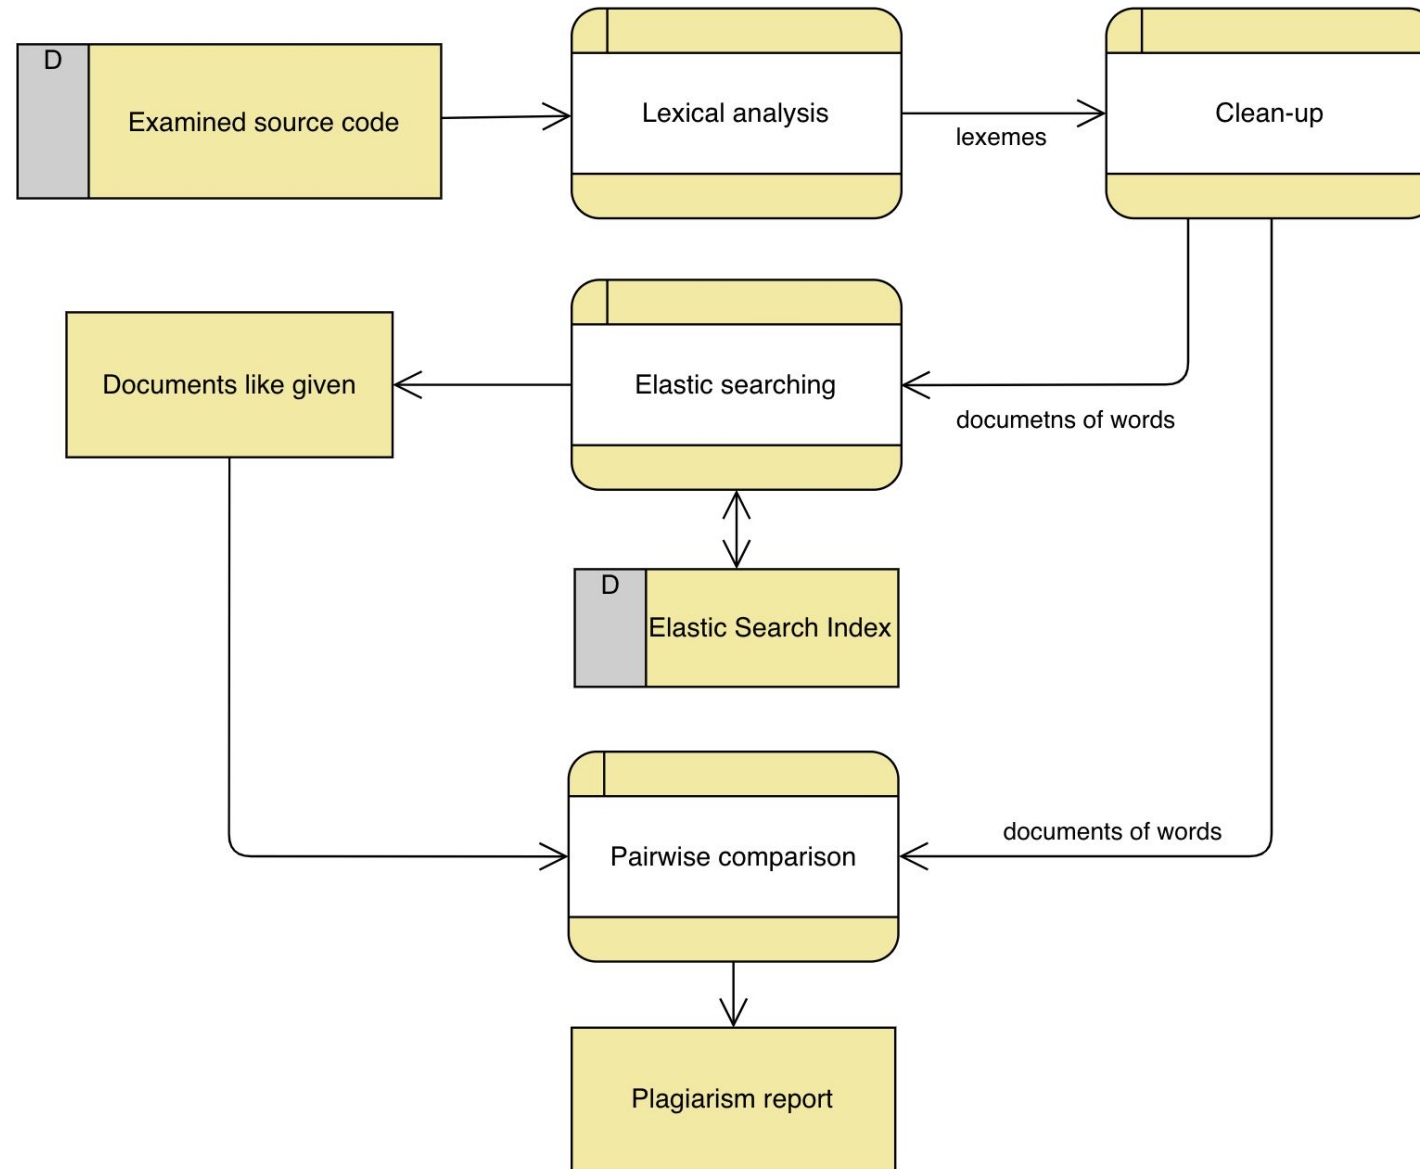 D
Examined source code
Lexical analysis
lexemes
Clean-up
Documents like given
Elastic searching
documetns of words
D
Elastic Search Index
Pairwise comparison
documents of words
Plagiarism report